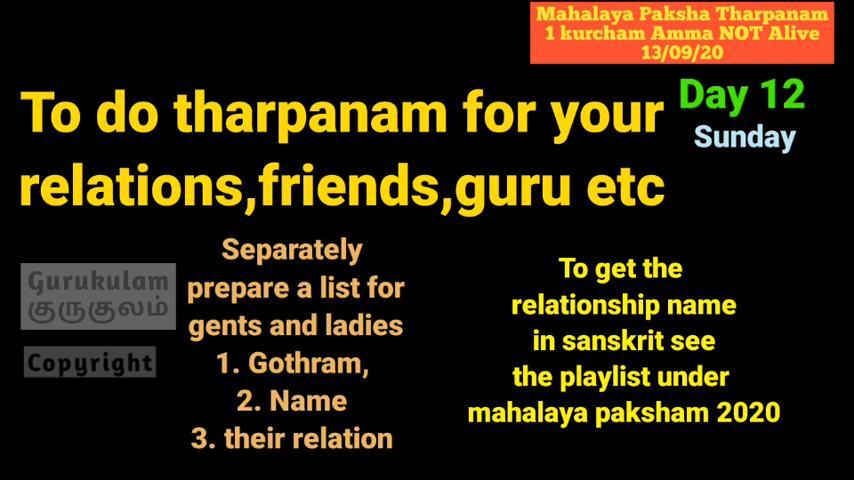 Mahalaya Paksha Tharpanam
1 kurcham Amma NOT Alive
13/09/20
To do tharpanam for your
relations,friends,guru etc
Day 12
Sunday
Gurukulam
குருகுலம்
Copyright
Separately
prepare a list for
gents and ladies
1. Gothram,
2. Name
3. their relation
To get the
relationship name
in sanskrit see
the playlist under
mahalaya paksham 2020